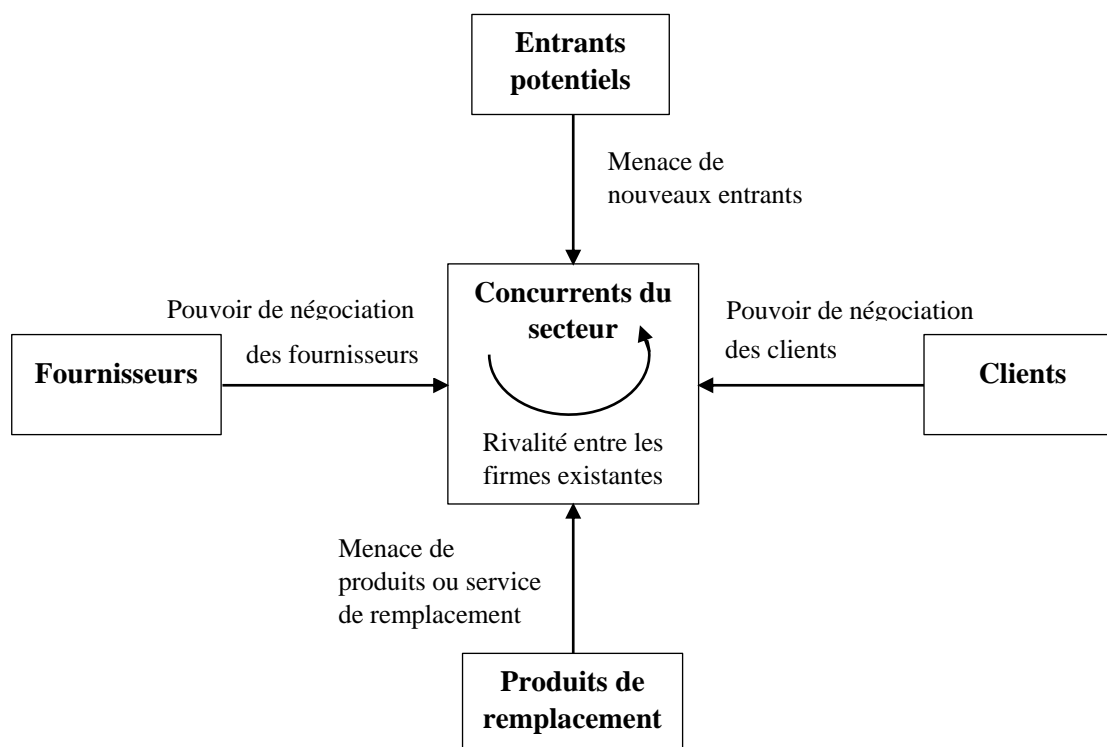 Entrants
potentiels
Menace de
nouveaux entrants
Concurrents du
secteur
Pouvoir de négociation
des fournisseurs
Fournisseurs
Pouvoir de négociation
des clients
Clients
Rivalité entre les
firmes existantes
Menace de
produits ou service
de remplacement
Produits de
remplacement